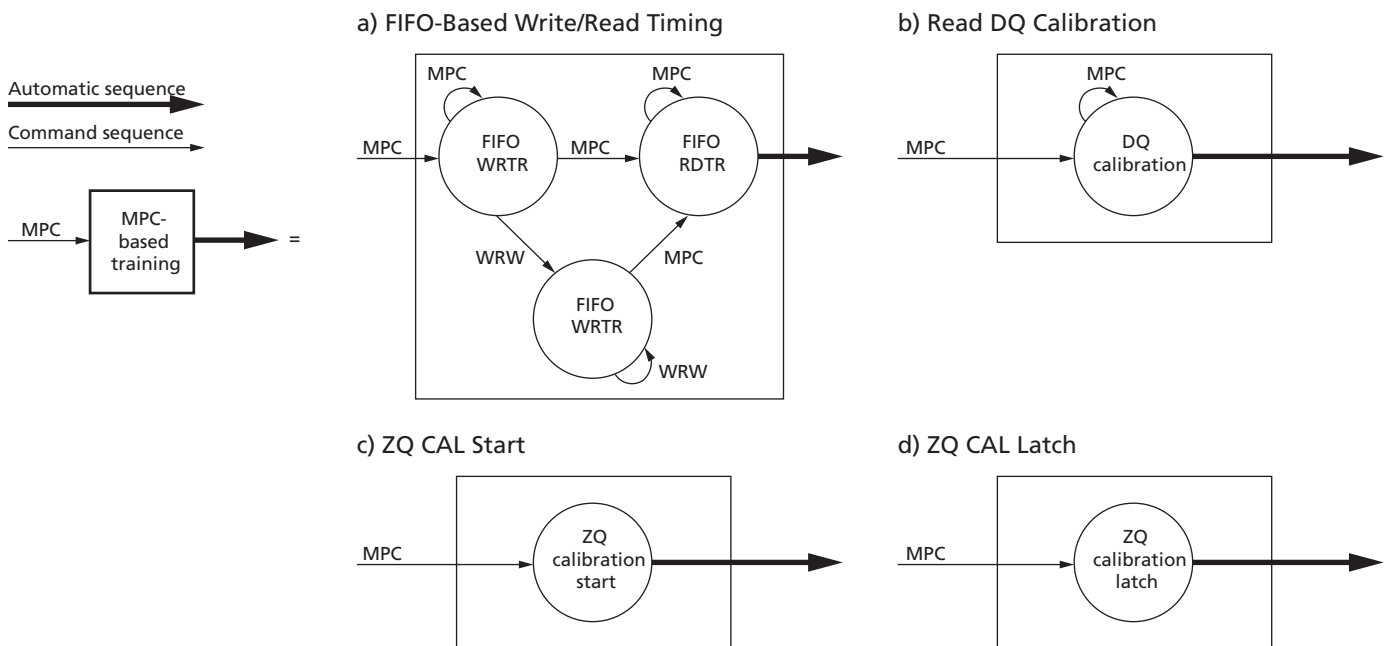 Automatic sequence
Command sequence
MPC
MPC-
based
training
=
a) FIFO-Based Write/Read Timing
MPC
MPC
MPC
FIFO
WRTR
MPC
FIFO
RDTR
WRW
MPC
FIFO
WRTR
WRW
b) Read DQ Calibration
MPC
MPC
DQ
calibration
c) ZQ CAL Start
MPC
ZQ
calibration
start
d) ZQ CAL Latch
MPC
ZQ
calibration
latch